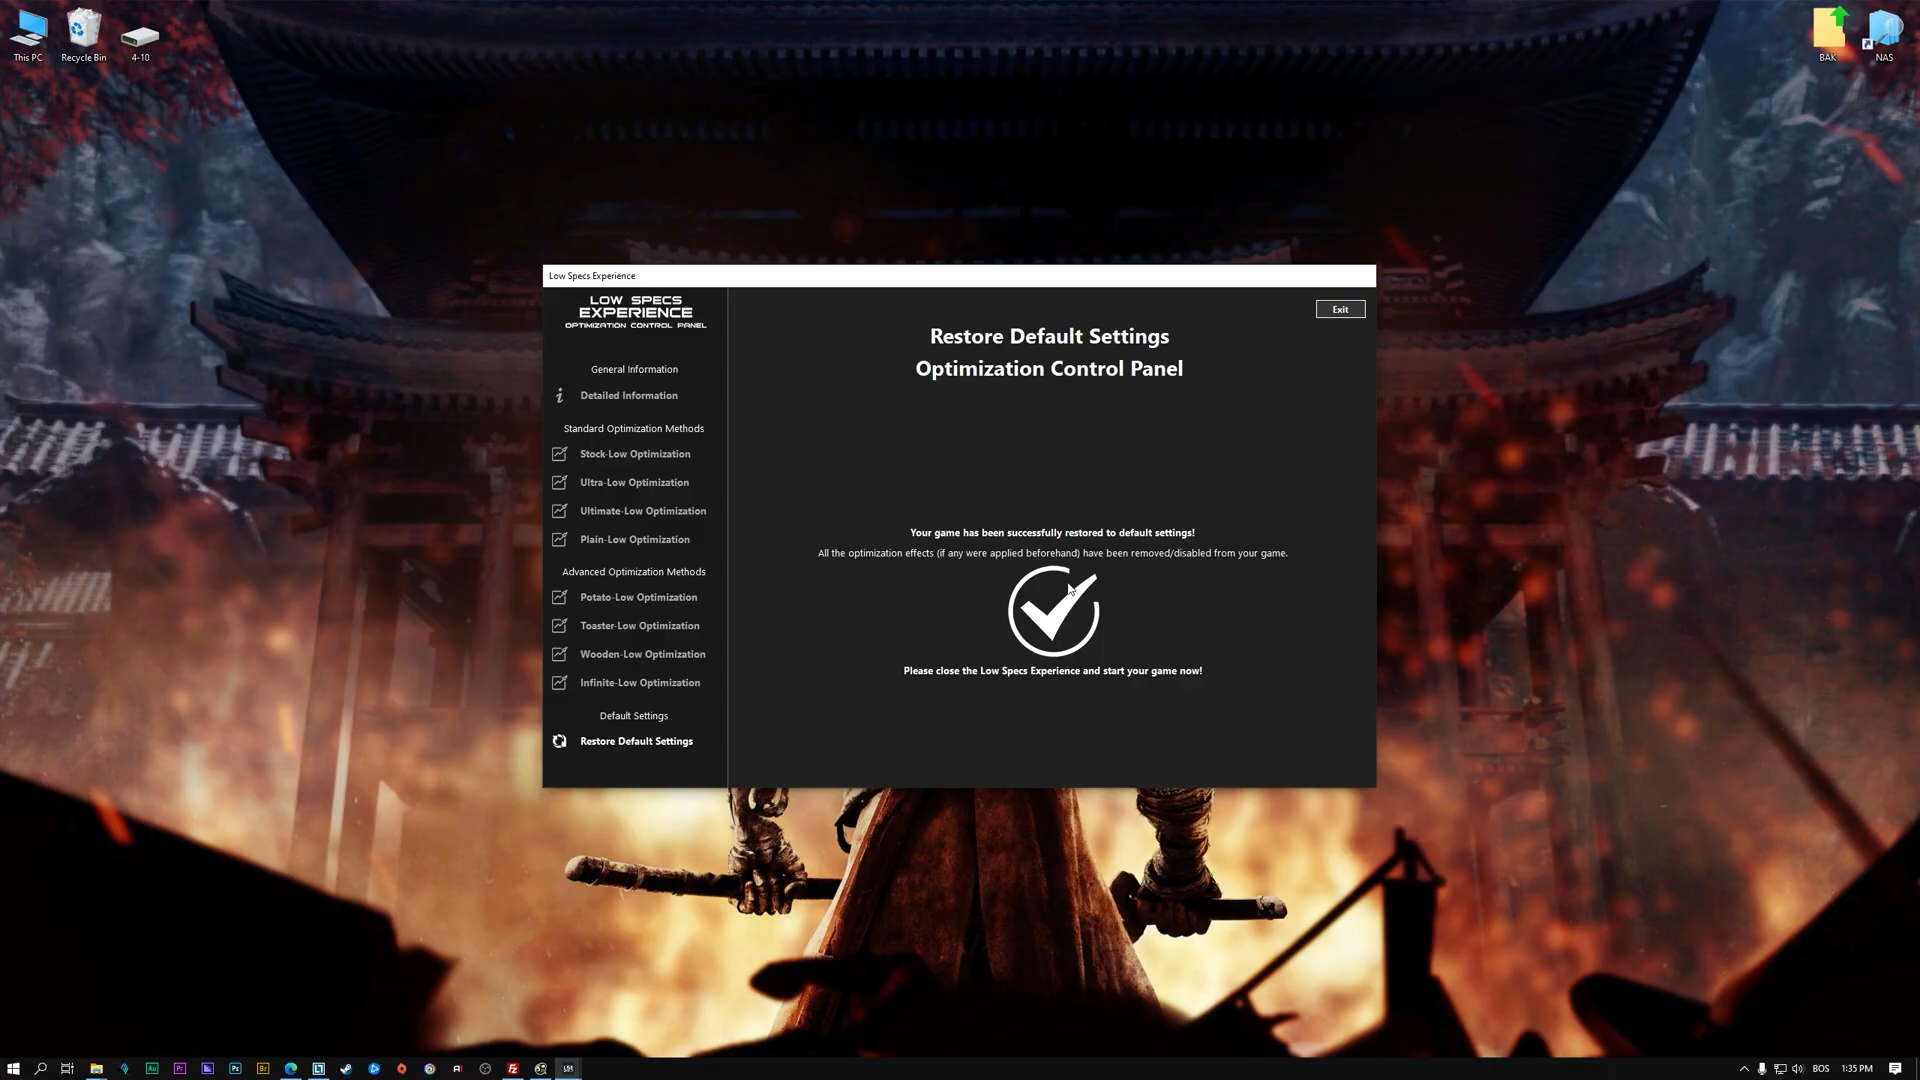 This PC
Recycle Bin
4-10
BAK
NAS
Low Specs Experience
LOW SPECS
EXPERIENCE
OPTIMIZATION CONTROL PANEL
General Information
Detailed Information
Standard Optimization Methods
Stock-Low Optimization
Ultra-Low Optimization
Ultimate-Low Optimization
Plain-Low Optimization
Advanced Optimization Methods
Potato-Low Optimization
Toaster-Low Optimization
Wooden-Low Optimization
Infinite-Low Optimization
Default Settings
Restore Default Settings
Exit
Restore Default Settings
Optimization Control Panel
Your game has been successfully restored to default settings!
All the optimization effects (if any were applied beforehand) have been removed/disabled from your game.
Please close the Low Specs Experience and start your game now!
Au
Pr
Ps
Br
Fz
BOS
1:35 PM